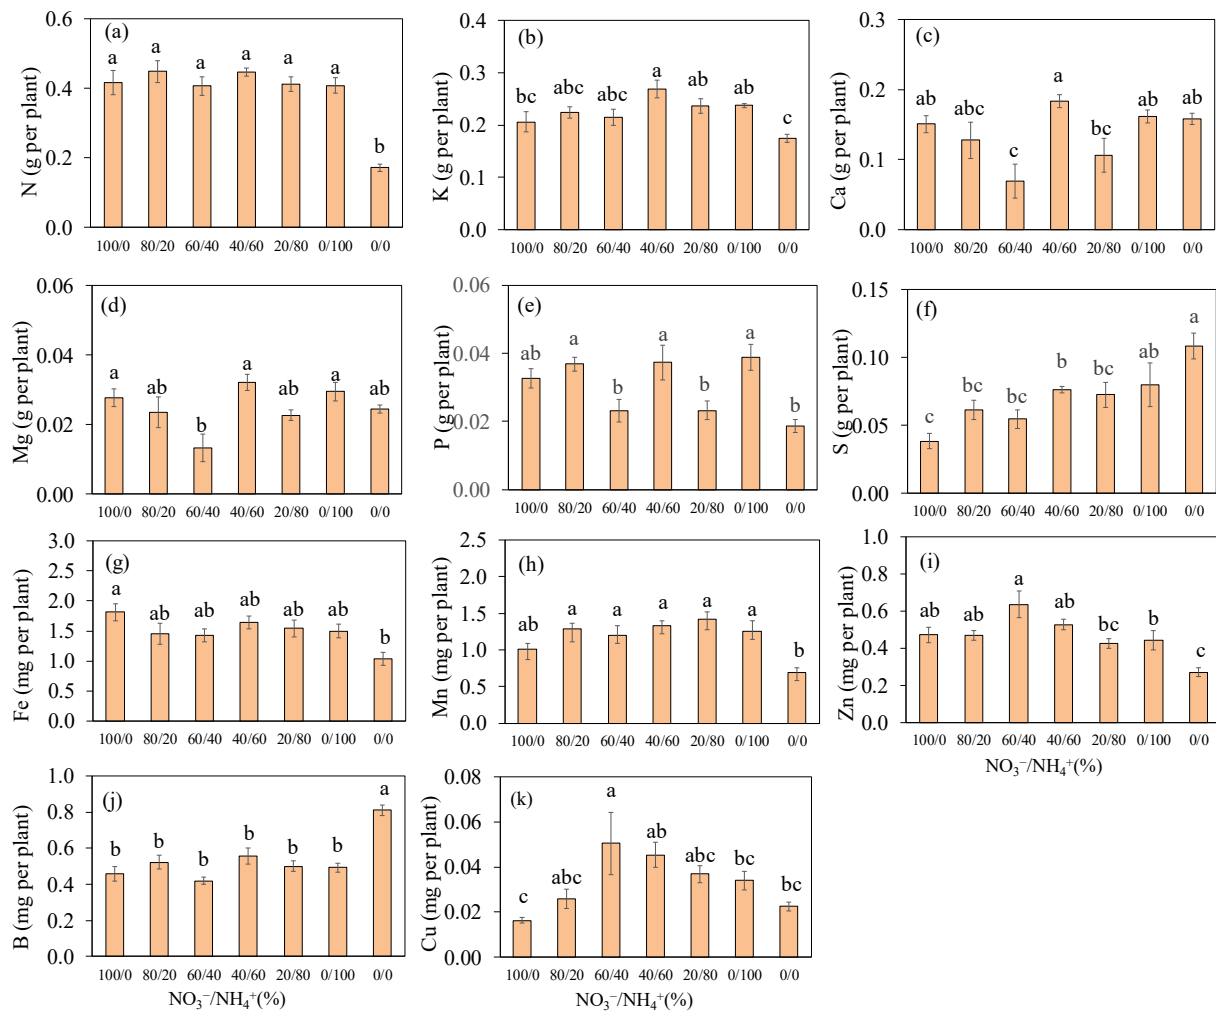 (a)
N (g per plant)
0.6
0.4
0.2
0.0
a a a a a a b
100/0 80/20 60/40 40/60 20/80 0/100 0/0
(b)
K (g per plant)
0.4
0.3
0.2
0.1
0.0
bc abc abc a ab ab c
100/0 80/20 60/40 40/60 20/80 0/100 0/0
(c)
Ca (g per plant)
0.3
0.2
0.1
0.0
ab abc c a bc ab ab
100/0 80/20 60/40 40/60 20/80 0/100 0/0
(d)
Mg (g per plant)
0.06
0.04
0.02
0.00
a ab b a ab a ab
100/0 80/20 60/40 40/60 20/80 0/100 0/0
(e)
P (g per plant)
0.06
0.04
0.02
0.00
ab a b a b a b
100/0 80/20 60/40 40/60 20/80 0/100 0/0
(f)
S (g per plant)
0.15
0.10
0.05
0.00
c bc bc b bc ab a
100/0 80/20 60/40 40/60 20/80 0/100 0/0
(g)
Fe (mg per plant)
3.0
2.5
2.0
1.5
1.0
0.5
0.0
a ab ab ab ab ab b
100/0 80/20 60/40 40/60 20/80 0/100 0/0
(h)
Mn (mg per plant)
2.5
2.0
1.5
1.0
0.5
0.0
ab a a a a a b
100/0 80/20 60/40 40/60 20/80 0/100 0/0
(i)
Zn (mg per plant)
1.0
0.8
0.6
0.4
0.2
0.0
ab ab a ab bc b c
100/0 80/20 60/40 40/60 20/80 0/100 0/0
NO₃⁻/NH₄⁺(%)
(j)
B (mg per plant)
1.0
0.8
0.6
0.4
0.2
0.0
b b b b b b a
100/0 80/20 60/40 40/60 20/80 0/100 0/0
NO₃⁻/NH₄⁺(%)
(k)
Cu (mg per plant)
0.08
0.06
0.04
0.02
0.00
c abc a ab abc bc bc
100/0 80/20 60/40 40/60 20/80 0/100 0/0
NO₃⁻/NH₄⁺(%)